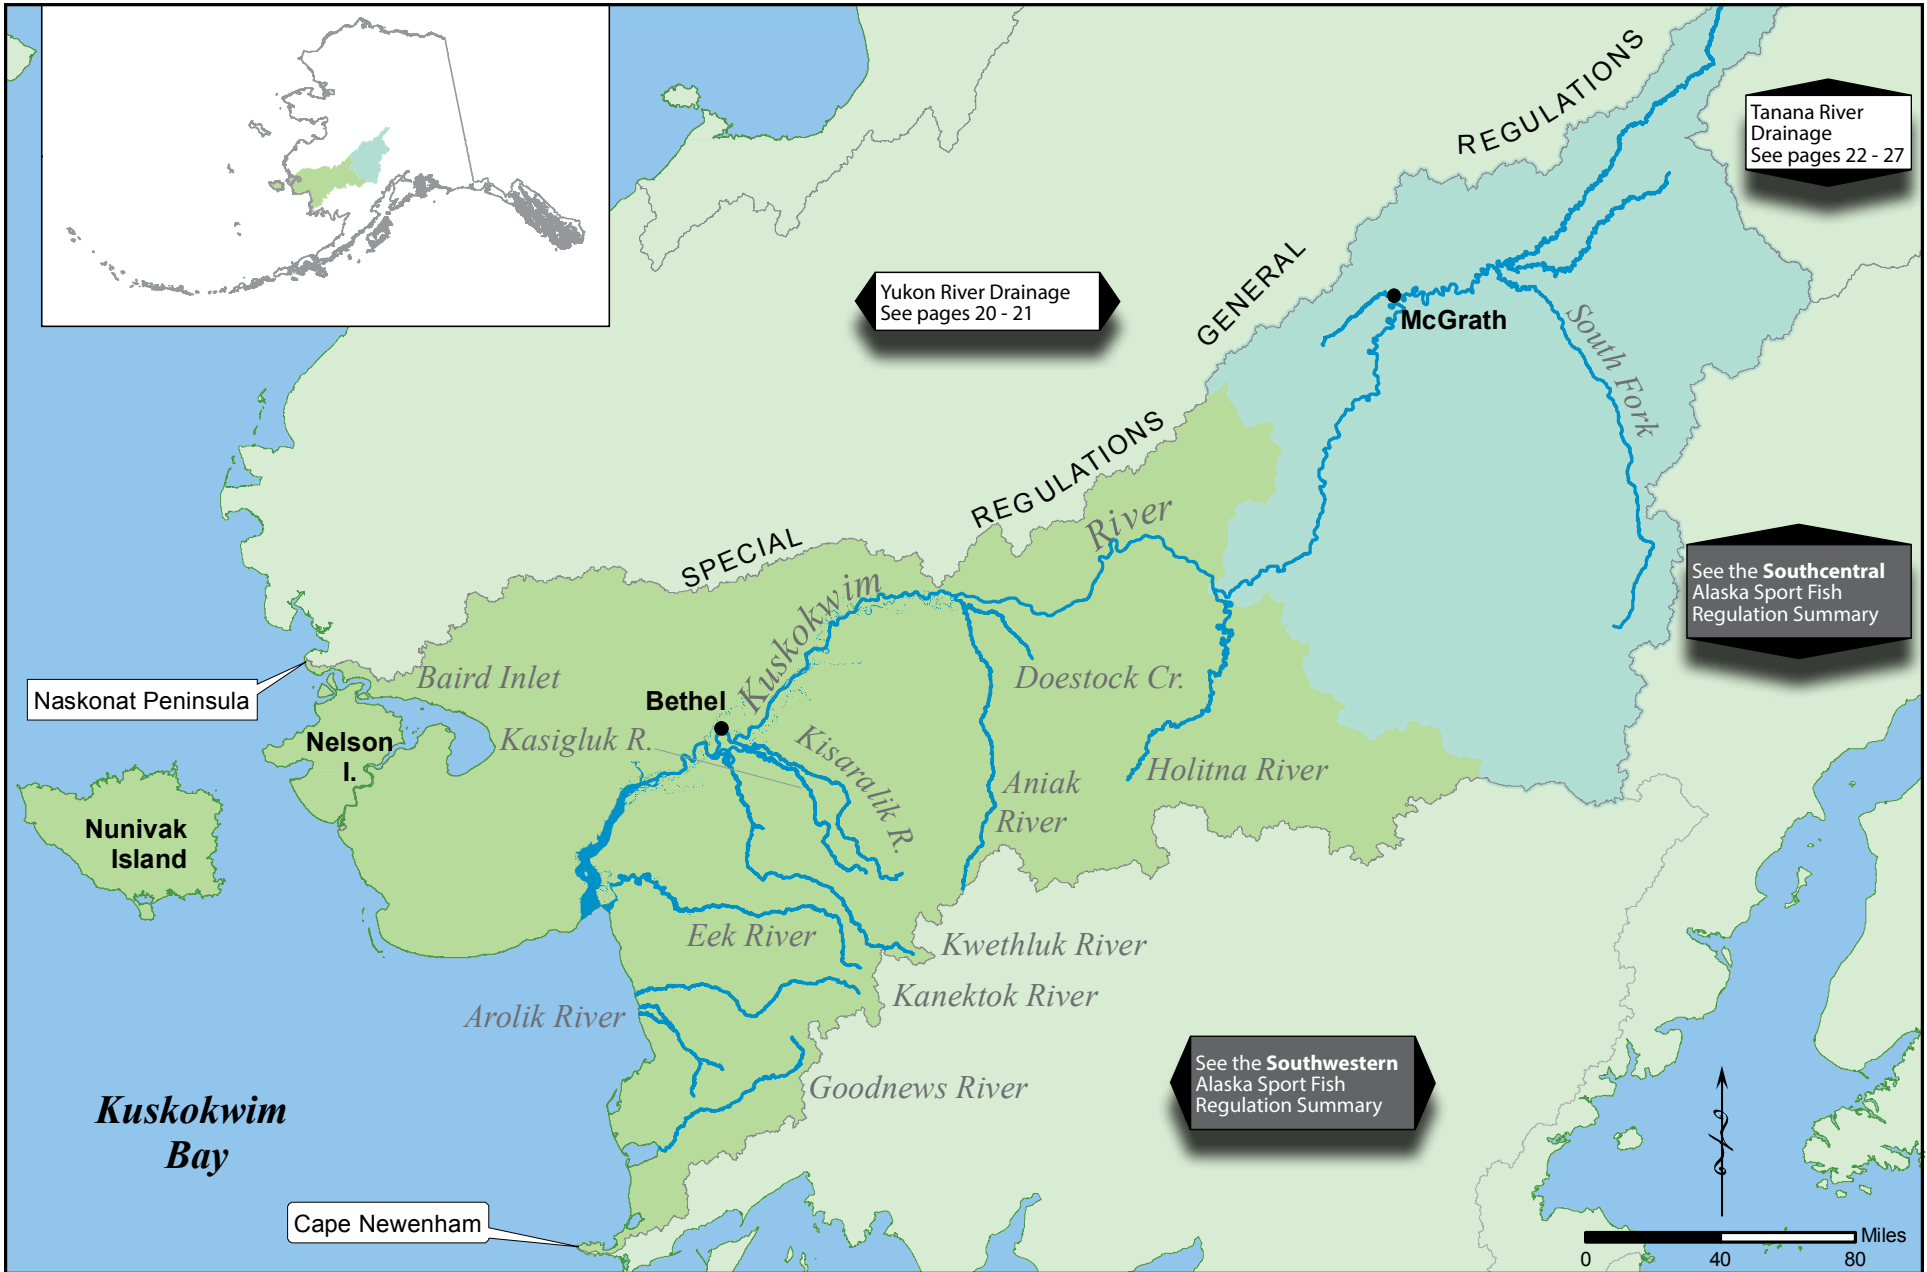 REGULATIONS
GENERAL
REGULATIONS
SPECIAL
Tanana River
Drainage
See pages 22 - 27
Yukon River Drainage
See pages 20 - 21
McGrath
South Fork
See the Southcentral
Alaska Sport Fish
Regulation Summary
River
Kuskokwim
Naskonat Peninsula
Baird Inlet
Bethel
Doestock Cr.
Nelson
I.
Kasigluk R.
Kisaralik R.
Holitna River
Aniak
River
Nunivak
Island
Eek River
Kwethluk River
Kanektok River
Arolik River
Goodnews River
See the Southwestern
Alaska Sport Fish
Regulation Summary
Kuskokwim
Bay
Cape Newenham
Miles
0
40
80